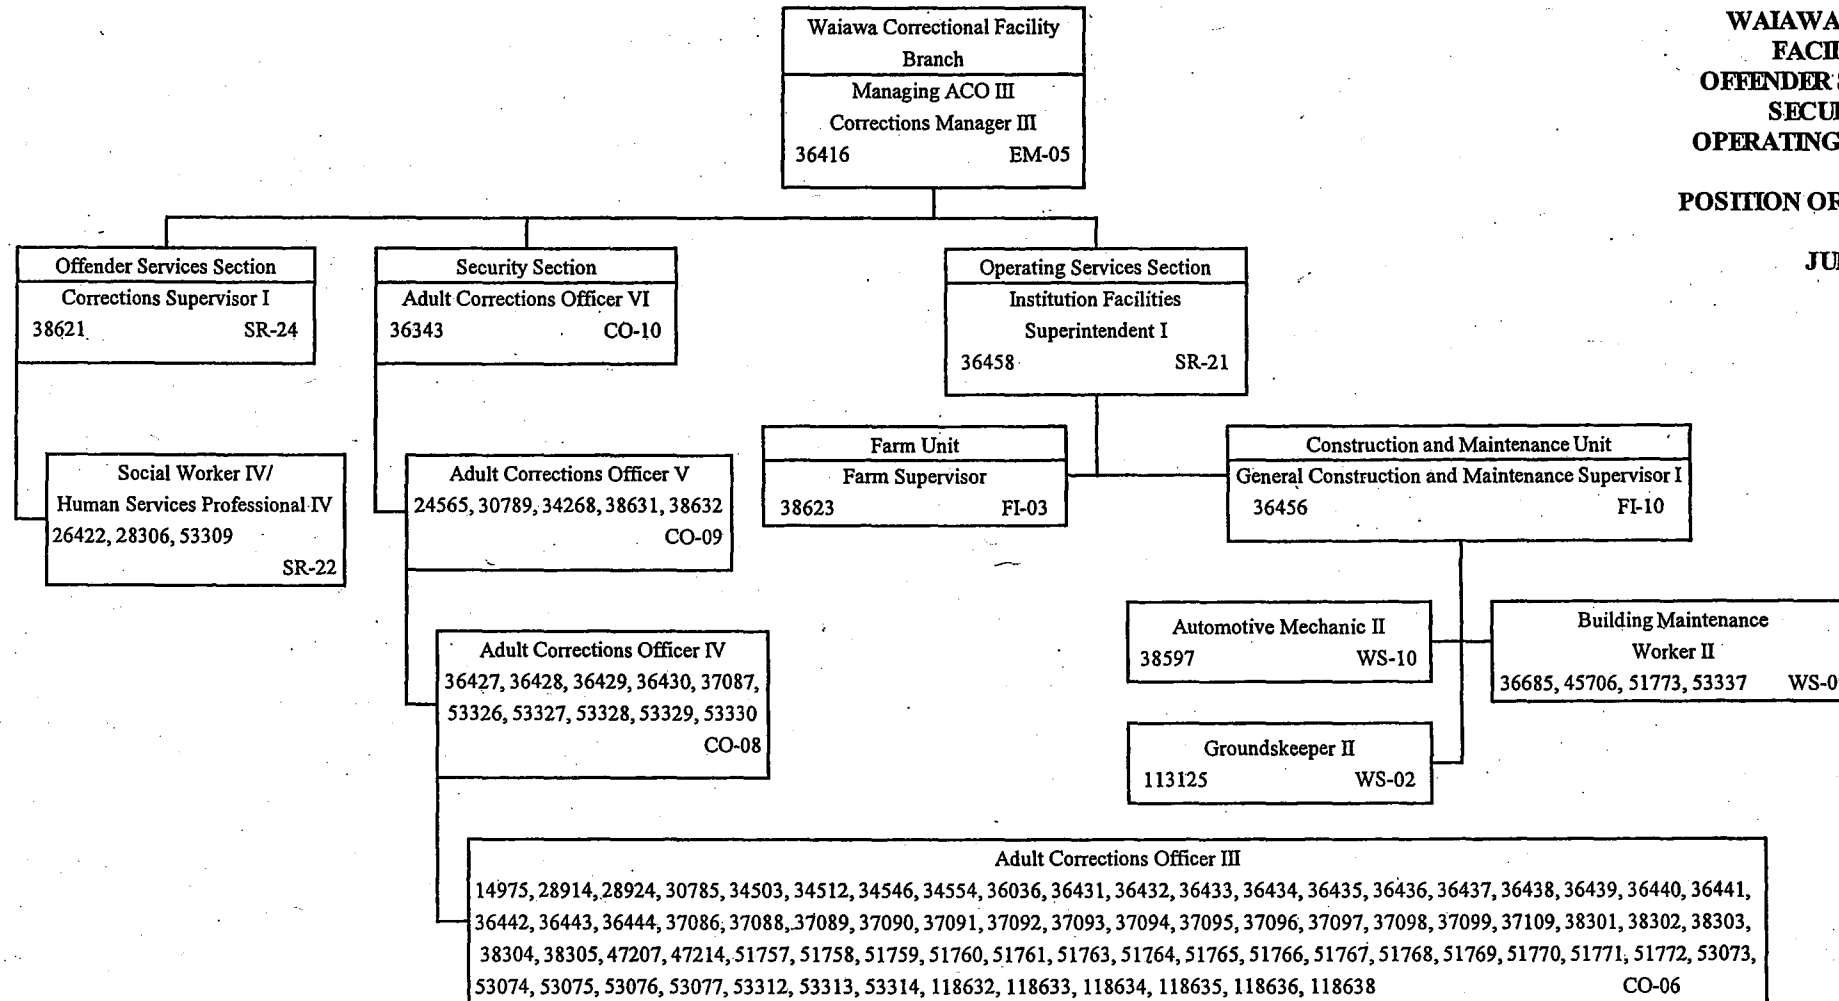 Waiawa Correctional Facility
Branch
Managing ACO III
Corrections Manager III
36416 EM-05
WAIAWA
FACIL
OFFENDER
SECU
OPERATING
POSITION OR
JU
Offender Services Section
Corrections Supervisor I
38621 SR-24
Security Section
Adult Corrections Officer VI
36343 CO-10
Operating Services Section
Institution Facilities
Superintendent I
36458 SR-21
Social Worker IV/
Human Services Professional IV
26422, 28306, 53309
SR-22
Adult Corrections Officer V
24565, 30789, 34268, 38631, 38632
CO-09
Farm Unit
Farm Supervisor
38623 FI-03
Construction and Maintenance Unit
General Construction and Maintenance Supervisor I
36456 FI-10
Adult Corrections Officer IV
36427, 36428, 36429, 36430, 37087,
53326, 53327, 53328, 53329, 53330
CO-08
Automotive Mechanic II
38597 WS-10
Building Maintenance
Worker II
36685, 45706, 51773, 53337 WS-0
Groundskeeper II
113125 WS-02
Adult Corrections Officer III
14975, 28914, 28924, 30785, 34503, 34512, 34546, 34554, 36036, 36431, 36432, 36433, 36434, 36435, 36436, 36437, 36438, 36439, 36440, 36441,
36442, 36443, 36444, 37086, 37088, 37089, 37090, 37091, 37092, 37093, 37094, 37095, 37096, 37097, 37098, 37099, 37109, 38301, 38302, 38303,
38304, 38305, 47207, 47214, 51757, 51758, 51759, 51760, 51761, 51763, 51764, 51765, 51766, 51767, 51768, 51769, 51770, 51771, 51772, 53073,
53074, 53075, 53076, 53077, 53312, 53313, 53314, 118632, 118633, 118634, 118635, 118636, 118638 CO-06